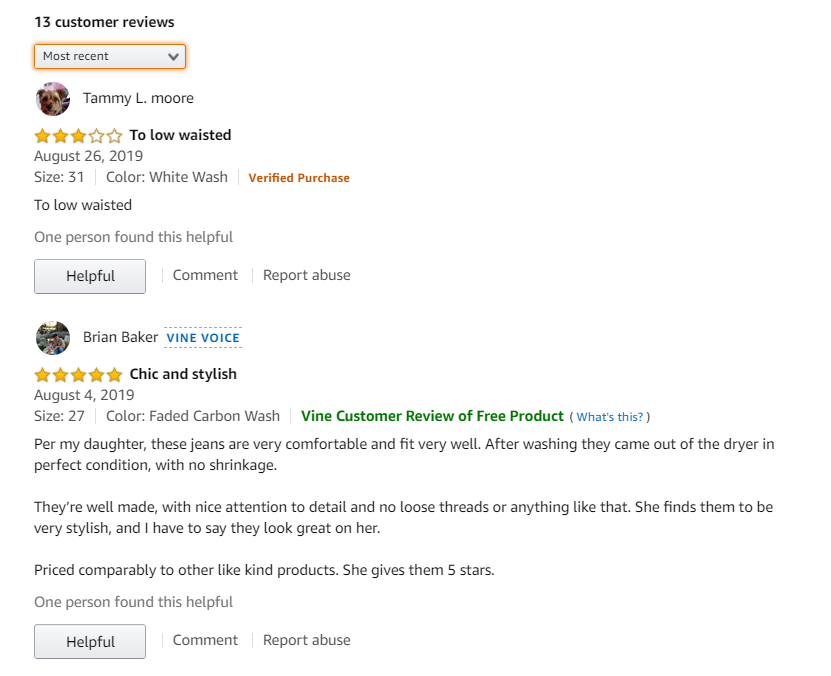 13 customer reviews
Most recent
Tammy L. moore
To low waisted
August 26, 2019
Size: 31 | Color: White Wash | Verified Purchase
To low waisted
One person found this helpful
Helpful | Comment | Report abuse
Brian Baker VINE VOICE
Chic and stylish
August 4, 2019
Size: 27 | Color: Faded Carbon Wash | Vine Customer Review of Free Product ( What's this? )
Per my daughter, these jeans are very comfortable and fit very well. After washing they came out of the dryer in
perfect condition, with no shrinkage.
They’re well made, with nice attention to detail and no loose threads or anything like that. She finds them to be
very stylish, and I have to say they look great on her.
Priced comparably to other like kind products. She gives them 5 stars.
One person found this helpful
Helpful | Comment | Report abuse